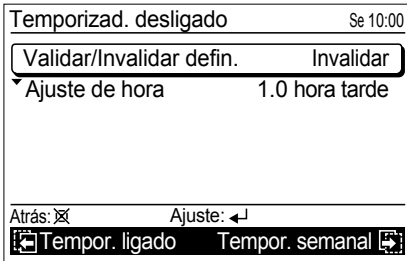 Temporizad. desligado Se 10:00
Validar/Invalidar defin. Invalidar
Ajuste de hora 1.0 hora tarde
Atrás: Ajuste:
Tempor. ligado Tempor. semanal